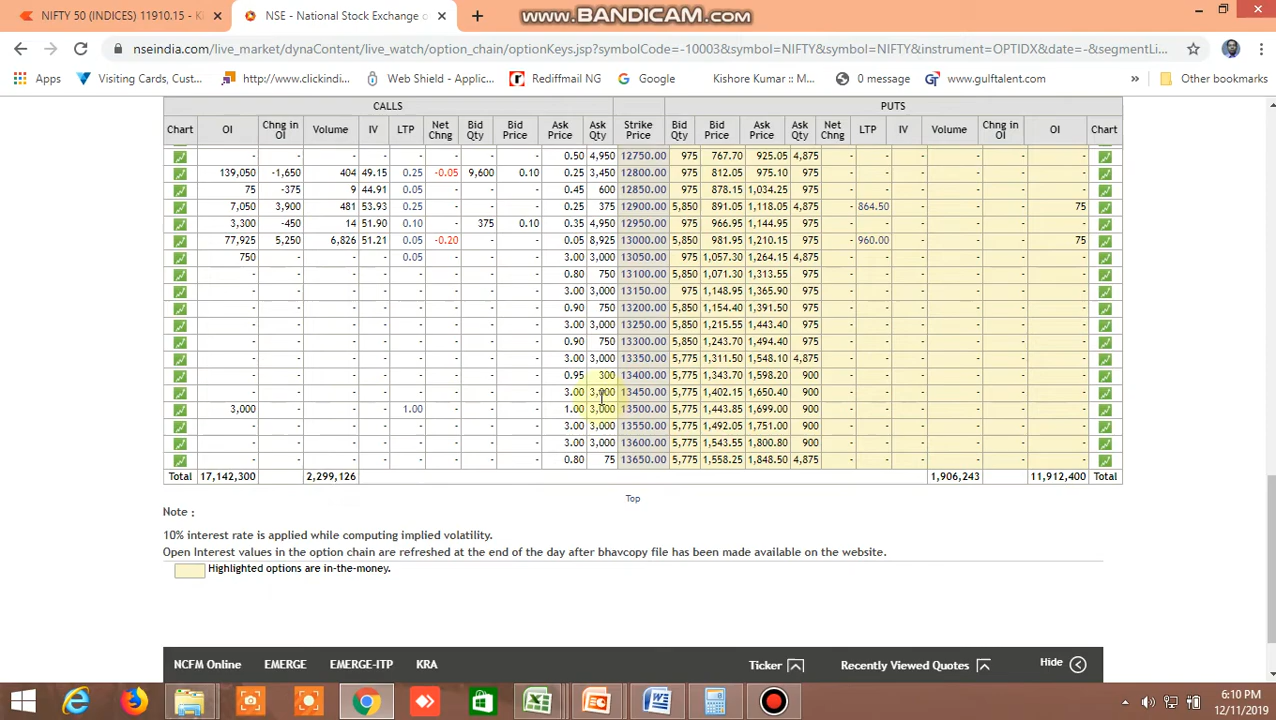 NIFTY 50 (INDICES) 11910.15 - Ki
NSE - National Stock Exchange o
www.BANDICAM.com
nseindia.com/live_market/dynaContent/live_watch/option_chain/optionKeys.jsp?symbolCode=-10003&symbol=NIFTY&symbol=NIFTY&instrument=OPTIDX&date=-&segmentLi...
Apps Visiting Cards, Cust... http://www.clickindi... Web Shield - Applic... Rediffmail NG Google Kishore Kumar :: M... 0 message www.gulftalent.com » Other bookmarks
CALLS PUTS
Chart OI Chng in OI Volume IV LTP Net Chng Bid Qty Bid Price Ask Price Ask Qty Strike Price Bid Qty Bid Price Ask Price Ask Qty Net Chng LTP IV Volume Chng in OI OI Chart
- - - - - - - - 0.50 4,950 12750.00 975 767.70 925.05 4,875 - - - - - -
139,050 -1,650 404 49.15 0.25 -0.05 9,600 0.10 0.25 3,450 12800.00 975 812.05 975.10 4,875 - - - - - -
75 -375 9 44.91 0.05 - - - 0.45 600 12850.00 975 878.15 1,034.25 4,875 - - - - - -
7,050 3,900 481 53.93 0.25 - - - 0.25 375 12900.00 5,850 891.05 1,118.05 4,875 - 864.50 - - - 75
3,300 -450 14 51.90 0.10 - 375 0.10 0.35 4,950 12950.00 975 966.95 1,144.95 975 - - - - - -
77,925 5,250 6,826 51.21 0.05 -0.20 - - 0.05 8,925 13000.00 5,850 981.95 1,210.15 975 - 960.00 - - - 75
750 - - - 0.05 - - - 3.00 3,000 13050.00 975 1,057.30 1,264.15 4,875 - - - - - -
- - - - - - - - 0.80 750 13100.00 5,850 1,071.30 1,313.55 975 - - - - - -
- - - - - - - - 3.00 3,000 13150.00 975 1,148.95 1,365.90 975 - - - - - -
- - - - - - - - 0.90 750 13200.00 5,850 1,154.40 1,391.50 975 - - - - - -
- - - - - - - - 3.00 3,000 13250.00 5,850 1,215.55 1,443.40 975 - - - - - -
- - - - - - - - 0.90 750 13300.00 5,850 1,243.70 1,494.40 975 - - - - - -
- - - - - - - - 3.00 3,000 13350.00 5,775 1,311.50 1,548.10 4,875 - - - - - -
- - - - - - - - 0.95 300 13400.00 5,775 1,343.70 1,598.20 900 - - - - - -
- - - - - - - - 3.00 3,000 13450.00 5,775 1,402.15 1,650.40 900 - - - - - -
3,000 - - - 1.00 - - - 1.00 3,000 13500.00 5,775 1,443.85 1,699.00 900 - - - - - -
- - - - - - - - 3.00 3,000 13550.00 5,775 1,492.05 1,751.00 900 - - - - - -
- - - - - - - - 3.00 3,000 13600.00 5,775 1,543.55 1,800.80 900 - - - - - -
- - - - - - - - 0.80 75 13650.00 5,775 1,558.25 1,848.50 4,875 - - - - - -
Total 17,142,300 2,299,126 1,906,243 11,912,400 Total
Top
Note :
10% interest rate is applied while computing implied volatility.
Open Interest values in the option chain are refreshed at the end of the day after bhavcopy file has been made available on the website.
Highlighted options are in-the-money.
NCFM Online EMERGE EMERGE-ITP KRA Ticker Recently Viewed Quotes Hide
6:10 PM
12/11/2019